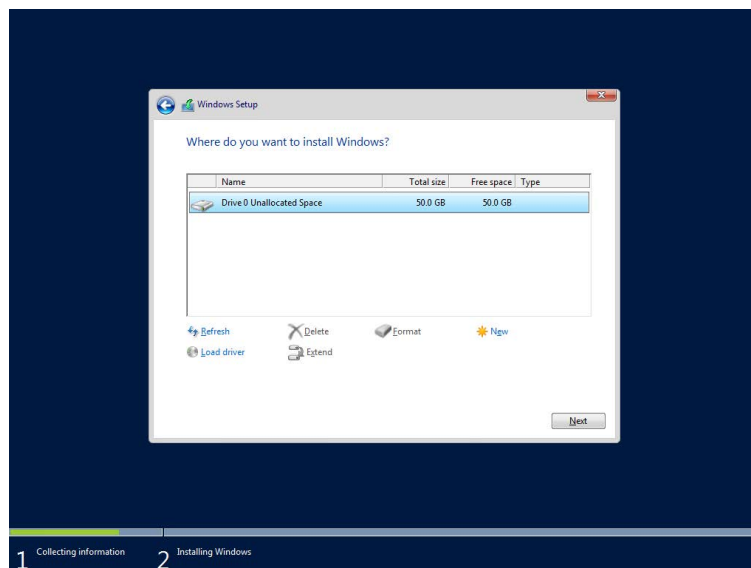 Windows Setup
Where do you want to install Windows?
Name Total size Free space Type
Drive 0 Unallocated Space 50.0 GB 50.0 GB
Refresh Delete Format New
Load driver Extend
Next
1 Collecting information 2 Installing Windows